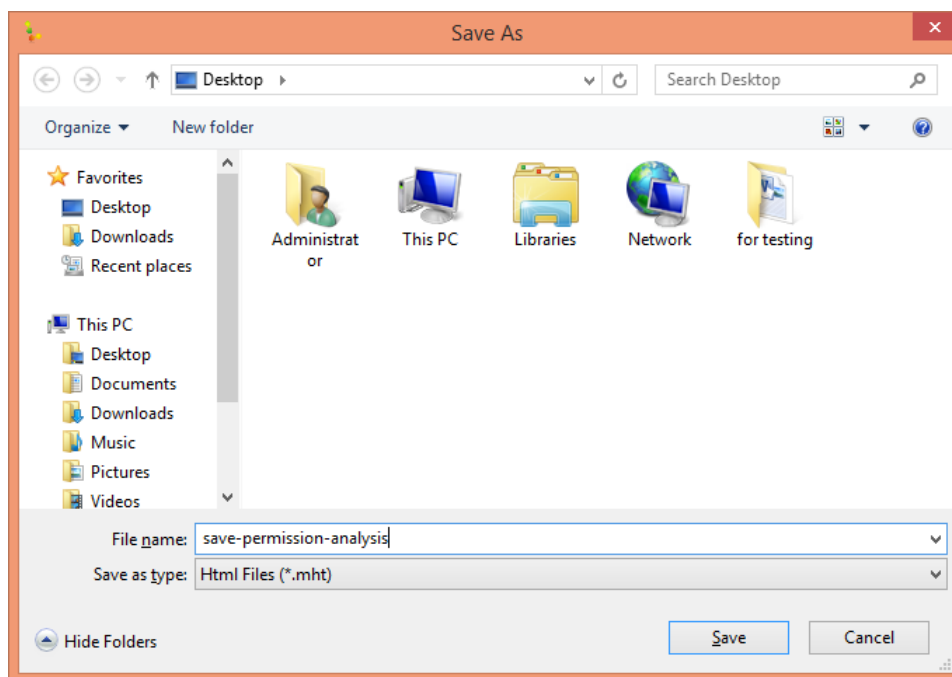 Save As
Desktop
Search Desktop
Organize
New folder
Favorites
Desktop
Downloads
Recent places
This PC
Desktop
Documents
Downloads
Music
Pictures
Videos
Administrat
or
This PC
Libraries
Network
for testing
File name: save-permission-analysis
Save as type: Html Files (*.mht)
Hide Folders
Save
Cancel